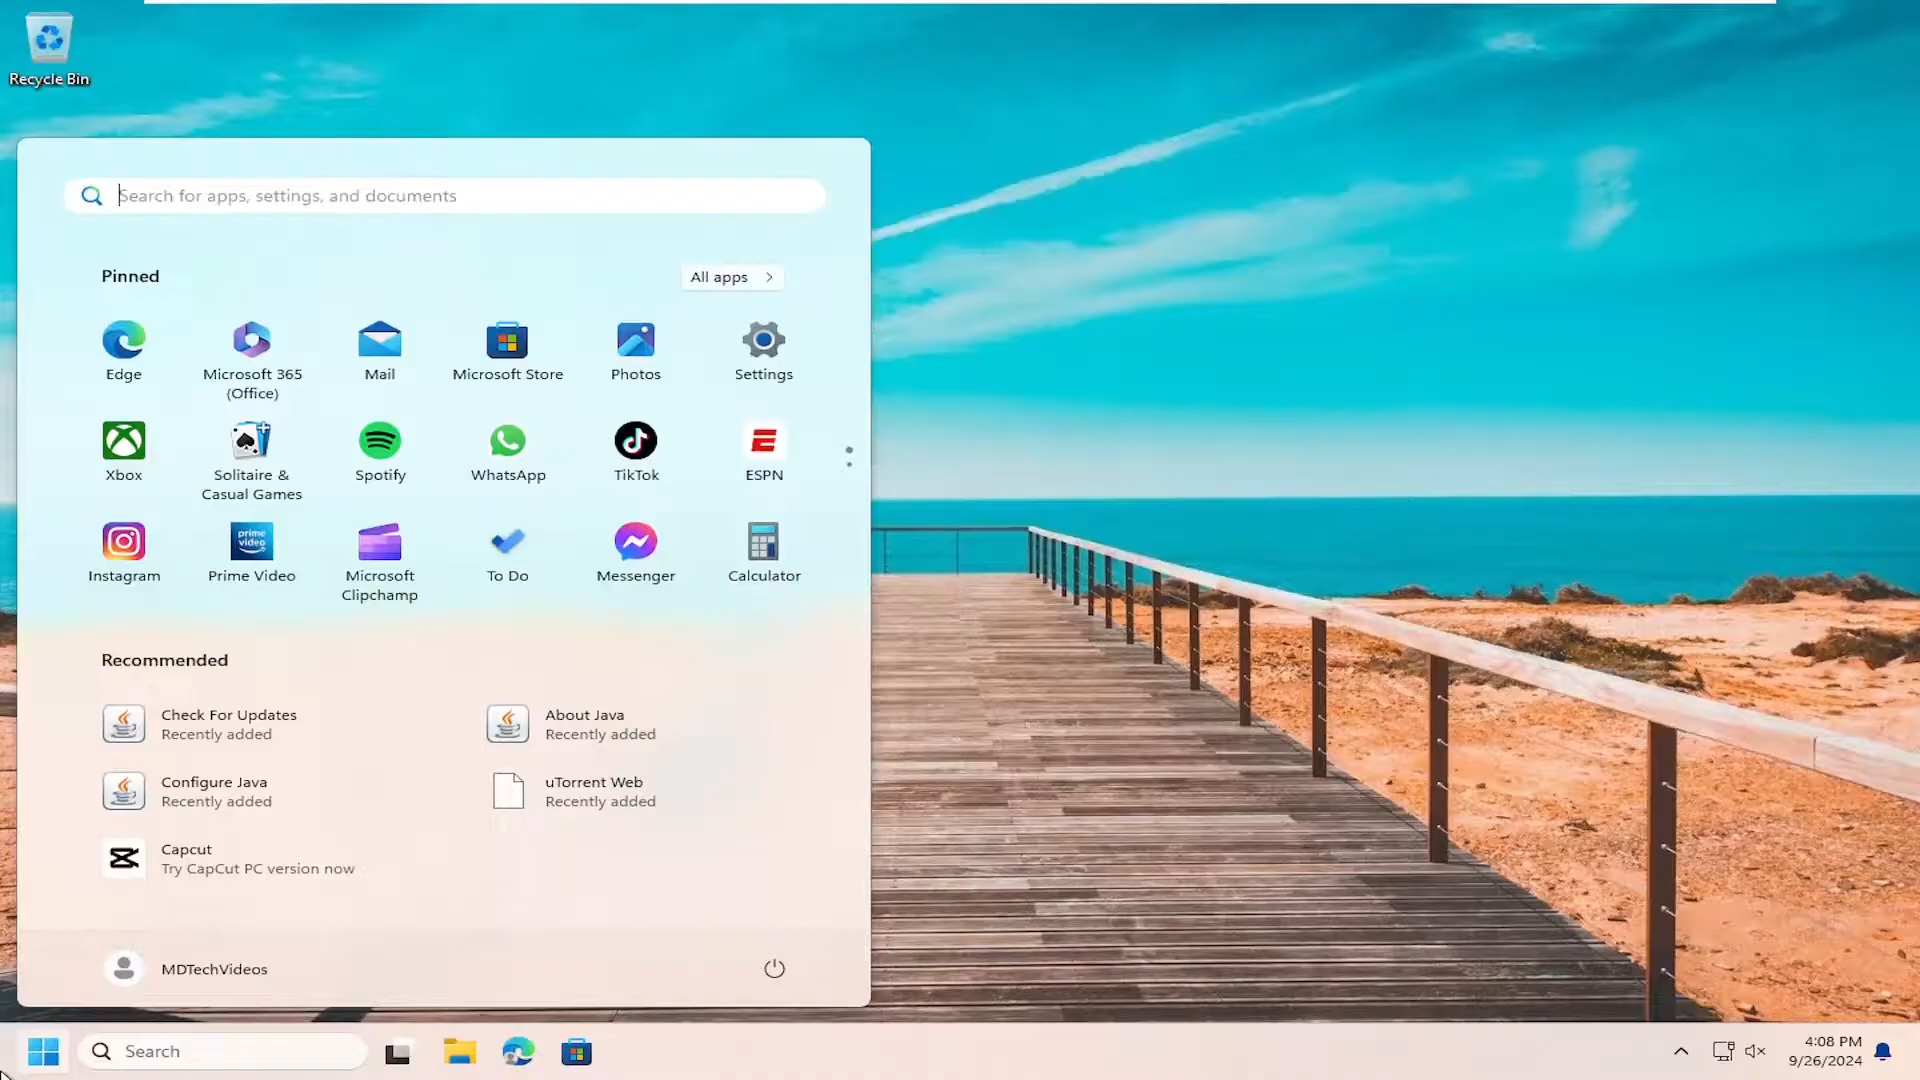 Recycle Bin
Search for apps, settings, and documents
Pinned
All apps
Edge
Microsoft 365
(Office)
Mail
Microsoft Store
Photos
Settings
Xbox
Solitaire &
Casual Games
Spotify
WhatsApp
TikTok
ESPN
prime
video
Instagram
Prime Video
Microsoft
Clipchamp
To Do
Messenger
Calculator
Recommended
Check For Updates
Recently added
About Java
Recently added
Configure Java
Recently added
uTorrent Web
Recently added
Capcut
Try CapCut PC version now
MDTechVideos
Search
4:08 PM
9/26/2024